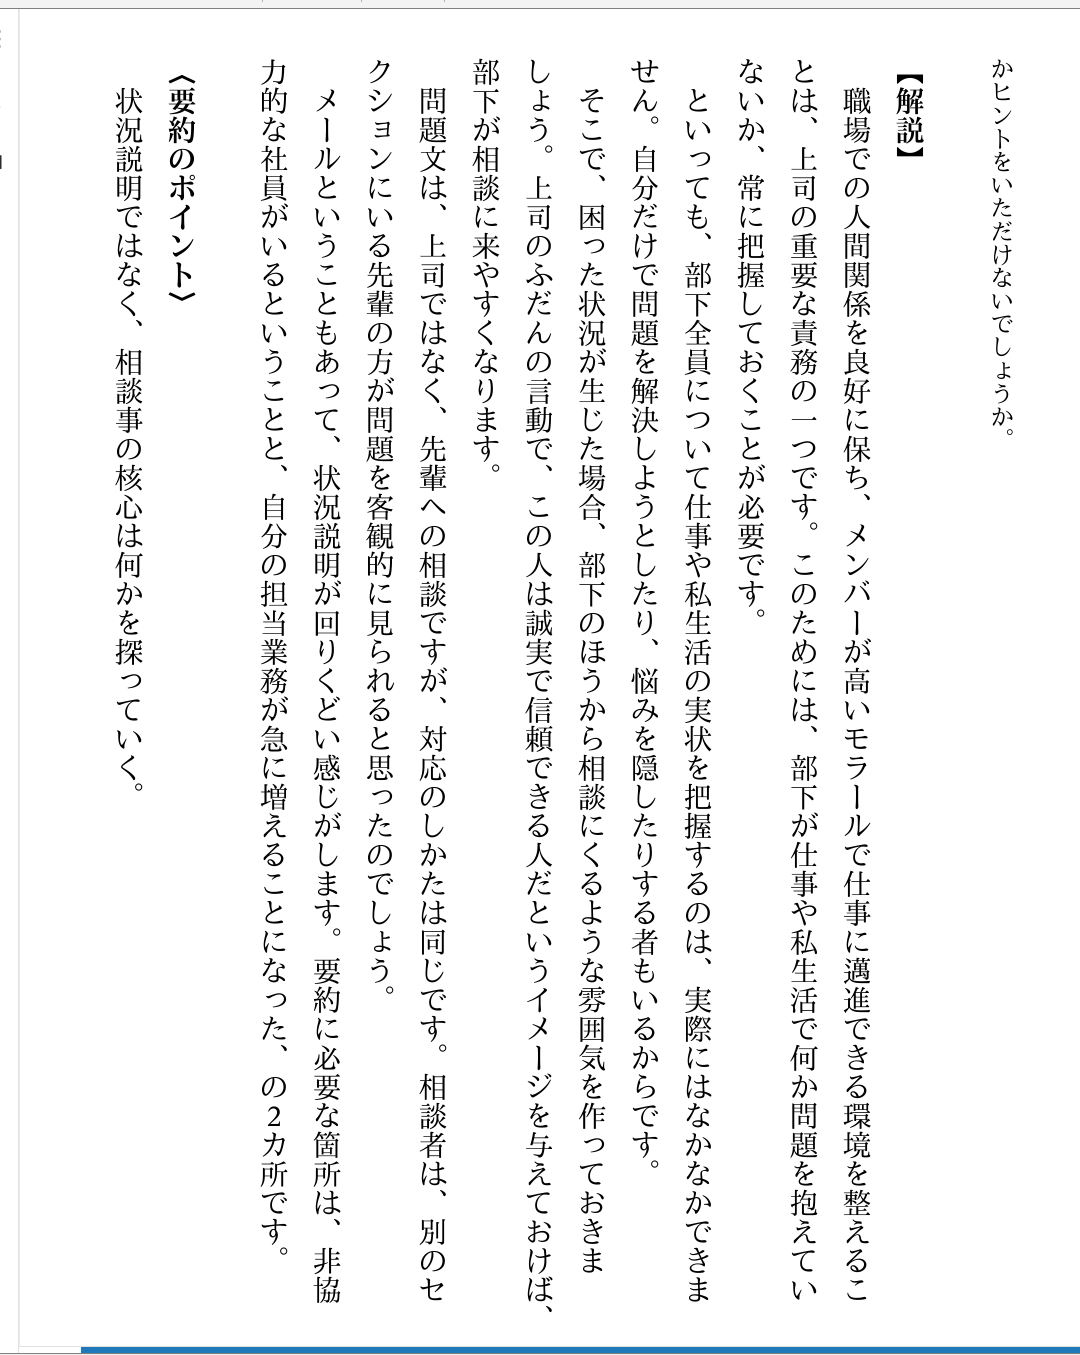 かヒントをいただけないでしょうか。
【解説】
職場での人間関係を良好に保ち、メンバーが高いモラールで仕事に邁進できる環境を整えるこ
とは、上司の重要な責務の一つです。このためには、部下が仕事や私生活で何か問題を抱えてい
ないか、常に把握しておくことが必要です。
といっても、部下全員について仕事や私生活の実状を把握するのは、実際にはなかなかできま
せん。自分だけで問題を解決しようとしたり、悩みを隠したりする者もいるからです。
そこで、困った状況が生じた場合、部下のほうから相談にくるような雰囲気を作っておきま
しょう。上司のふだんの言動で、この人は誠実で信頼できる人だというイメージを与えておけば、
部下が相談に来やすくなります。
問題文は、上司ではなく、先輩への相談ですが、対応のしかたは同じです。相談者は、別のセ
クションにいる先輩の方が問題を客観的に見られると思ったのでしょう。
メールということもあって、状況説明が回りくどい感じがします。要約に必要な箇所は、非協
力的な社員がいるということと、自分の担当業務が急に増えることになった、の2カ所です。
〈要約のポイント〉
状況説明ではなく、相談事の核心は何かを探っていく。